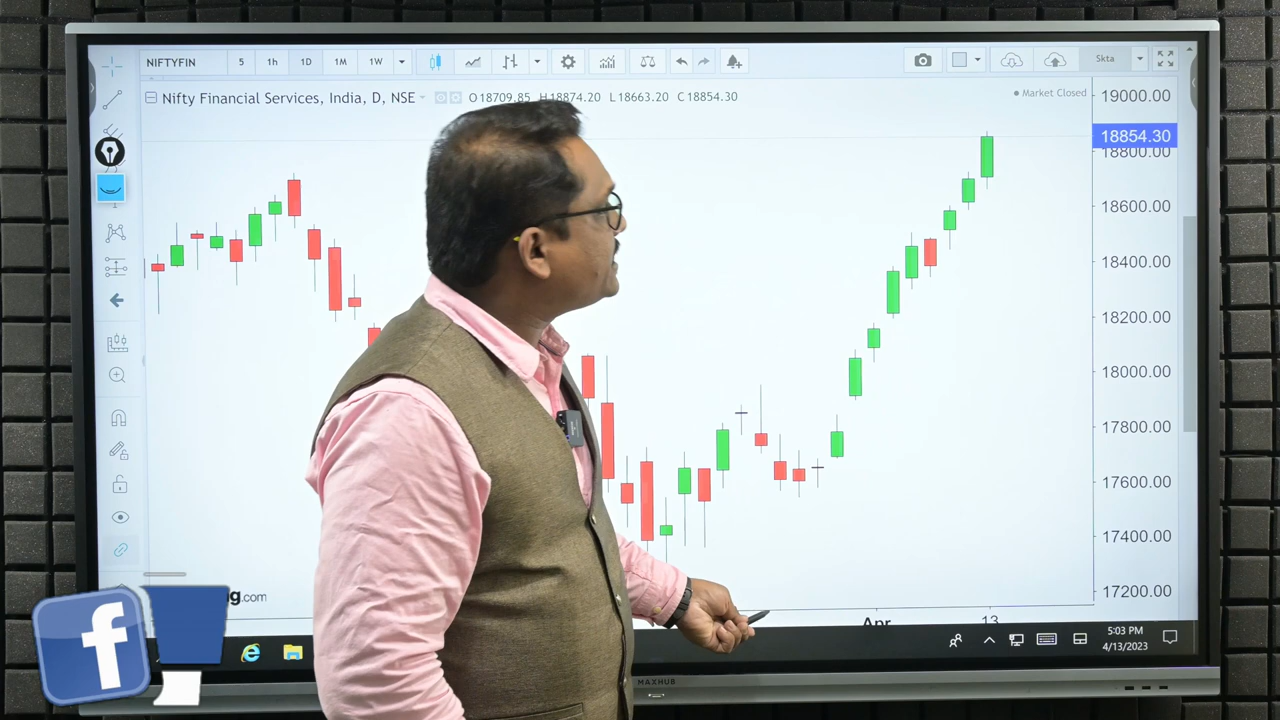 NIFTYFIN 5 1h 1D 1M 1W Skta
Nifty Financial Services, India, D, NSE O18709.85 H18874.20 L18663.20 C18854.30
Market Closed
19000.00
18854.30
18800.00
18600.00
18400.00
18200.00
18000.00
17800.00
17600.00
17400.00
17200.00
g.com
Apr 13
5:03 PM
4/13/2023
MAXHUB
f